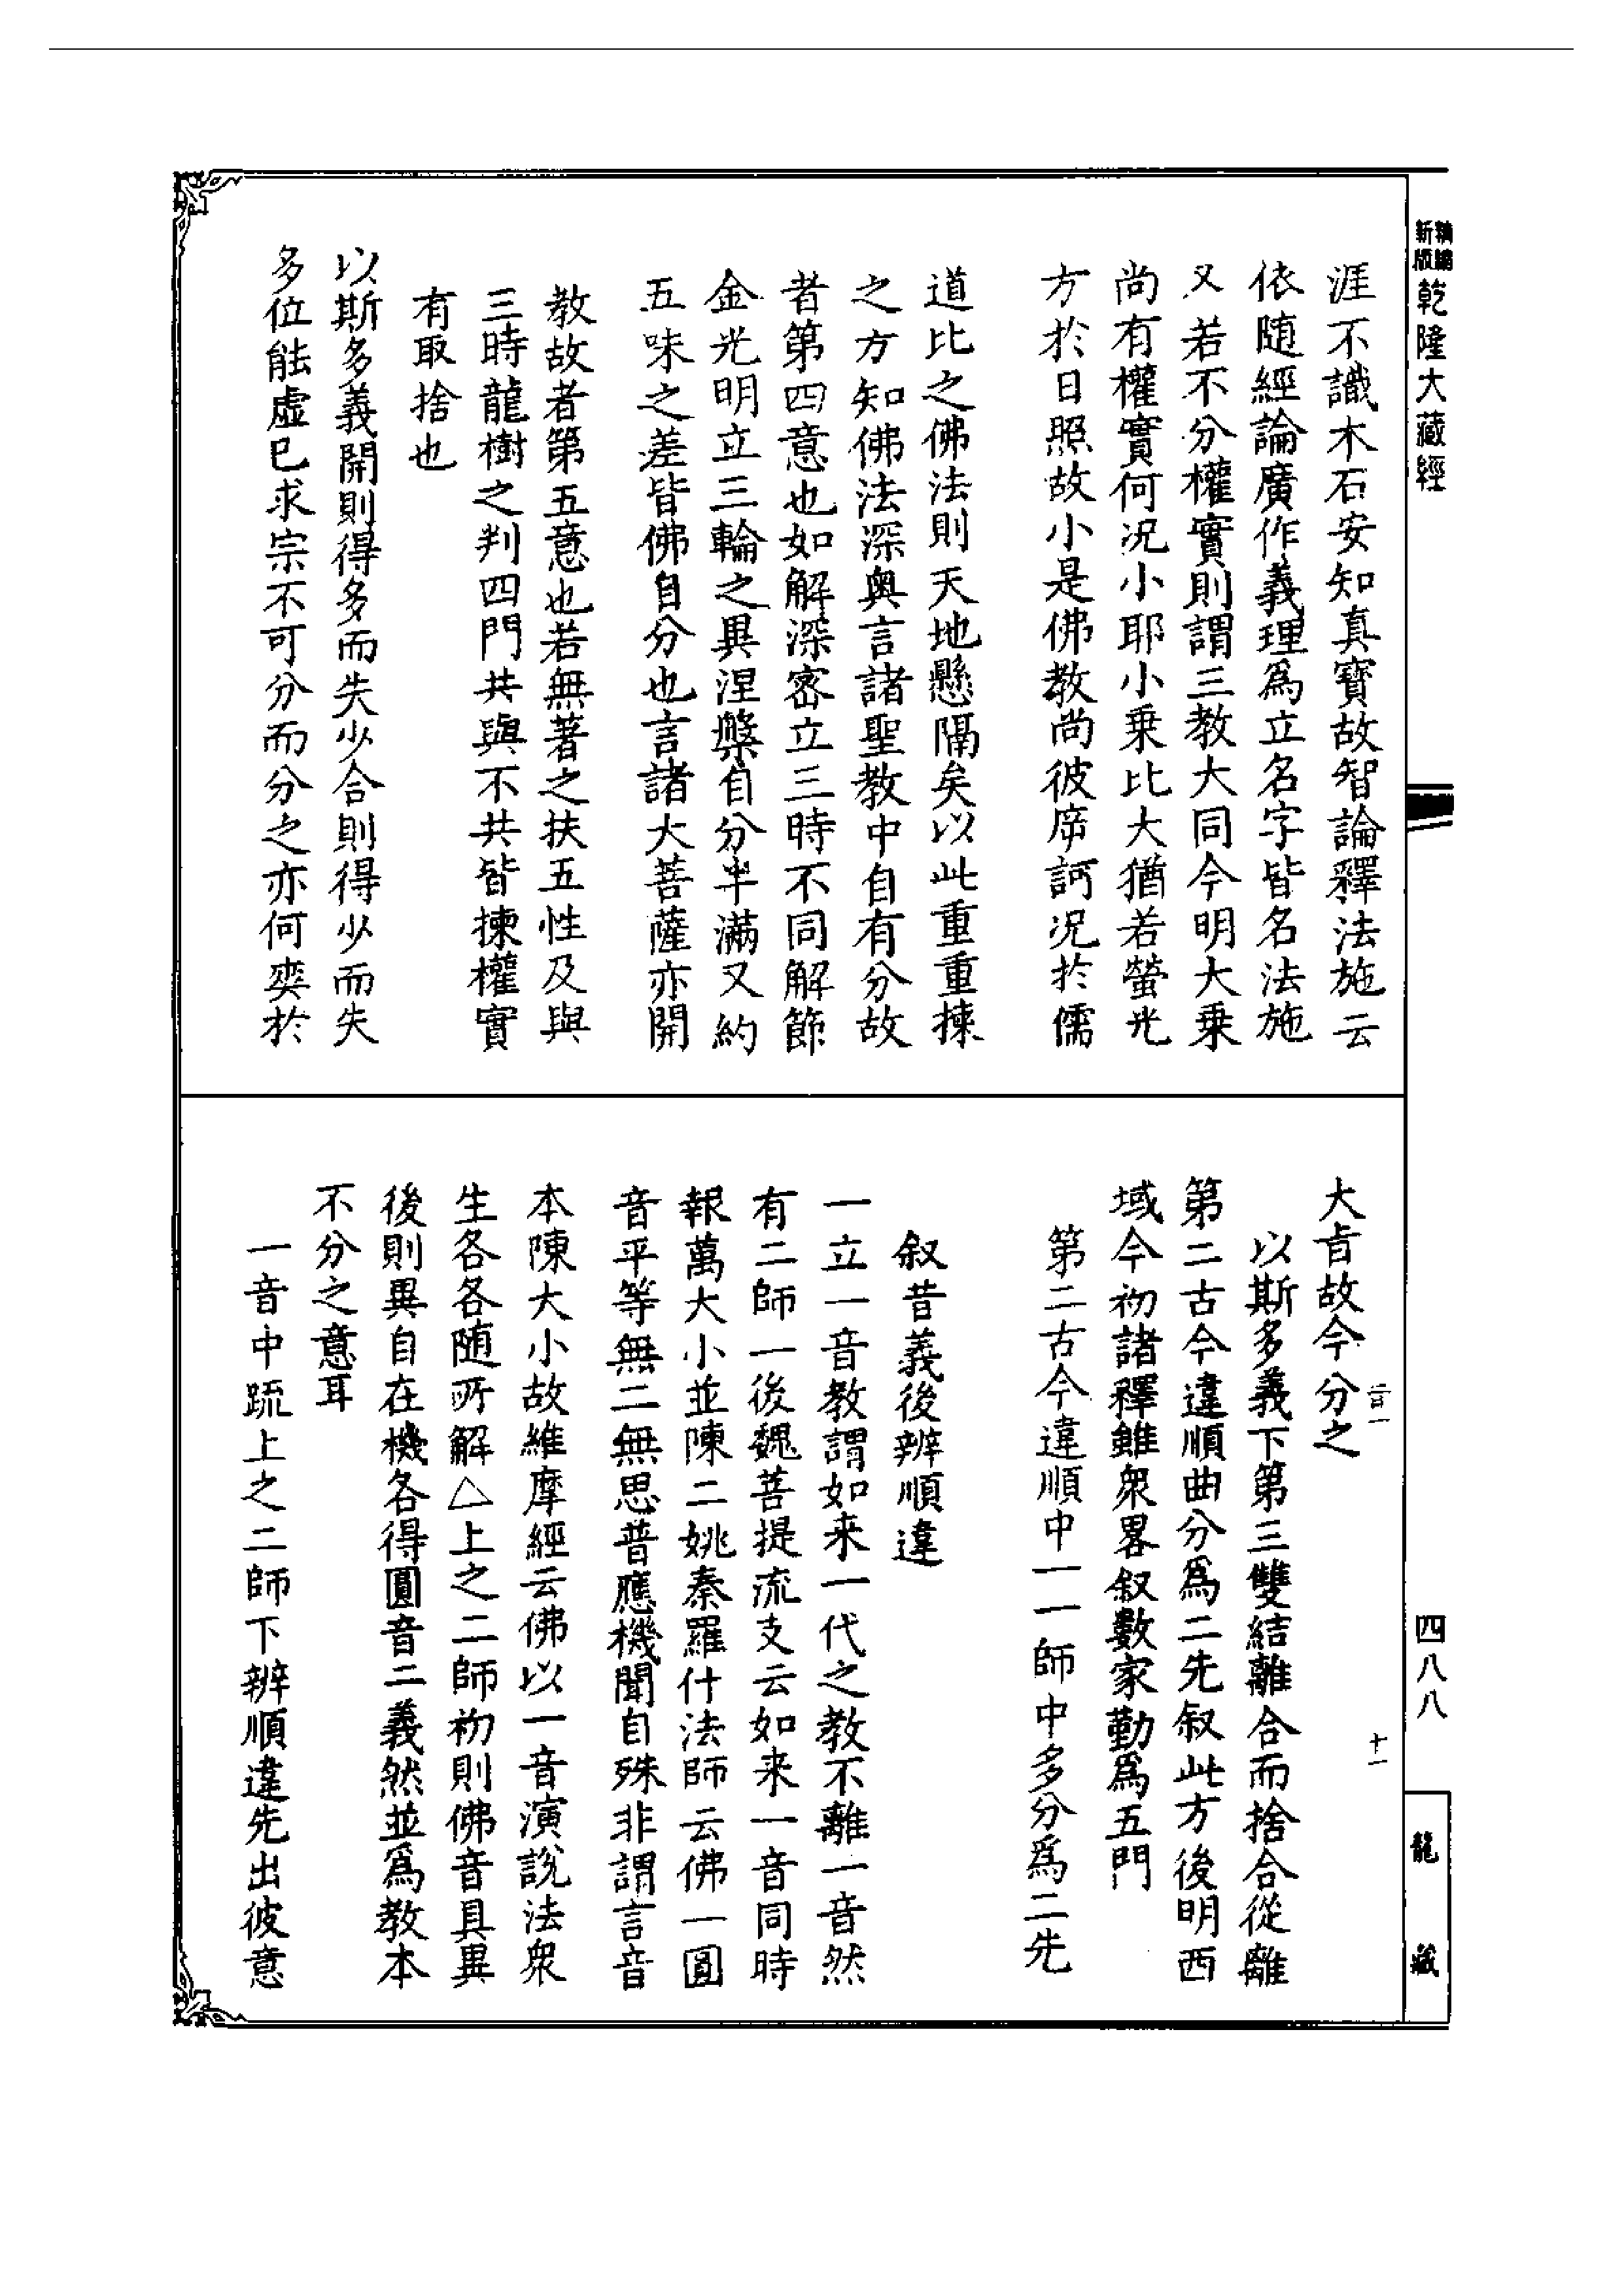 新編
新版
乾隆大藏經
涯不識木石安知真寶故智論釋法施云
依隨經論廣作義理為立名字皆名法施
又若不分權實則謂三教大同今明大乗
尚有權實何况小耶小乗比大猶若螢光
方於日照故小是佛教尚彼斥訶况於儒
道比之佛法則天地懸隔矣以此重重揀
之方知佛法深奥言諸聖教中自有分故
者第四意也如解深宻立三時不同解節
金光明立三輪之異涅槃自分半滿又約
五味之差皆佛自分也言諸大菩薩亦開
教故者第五意也若無著之扶五性及與
三時龍樹之判四門共與不共皆揀權實
有取捨也
以斯多義開則得多而失少合則得少而失
多位能虚巳求宗不可分而分之亦何爽於
大㫖故今分之
以斯多義下第三雙結離合而捨合從離
第二古今違順曲分為二先叙此方後明西
域今初諸釋雖衆畧叙數家勤為五門
第二古今違順中一一師中多分為二先
叙昔義後辨順違
一立一音教謂如来一代之教不離一音然
有二師一後魏菩提流支云如来一音同時
報萬大小並陳二姚秦羅什法師云佛一圓
音平等無二無思普應機聞自殊非謂言音
本陳大小故維摩經云佛以一音演説法衆
生各各随所解△上之二師初則佛音具異
後則異自在機各得圓音二義然並為教本
不分之意耳
一音中䟽上之二師下辨順違先出彼意
十一
四八八
龍藏